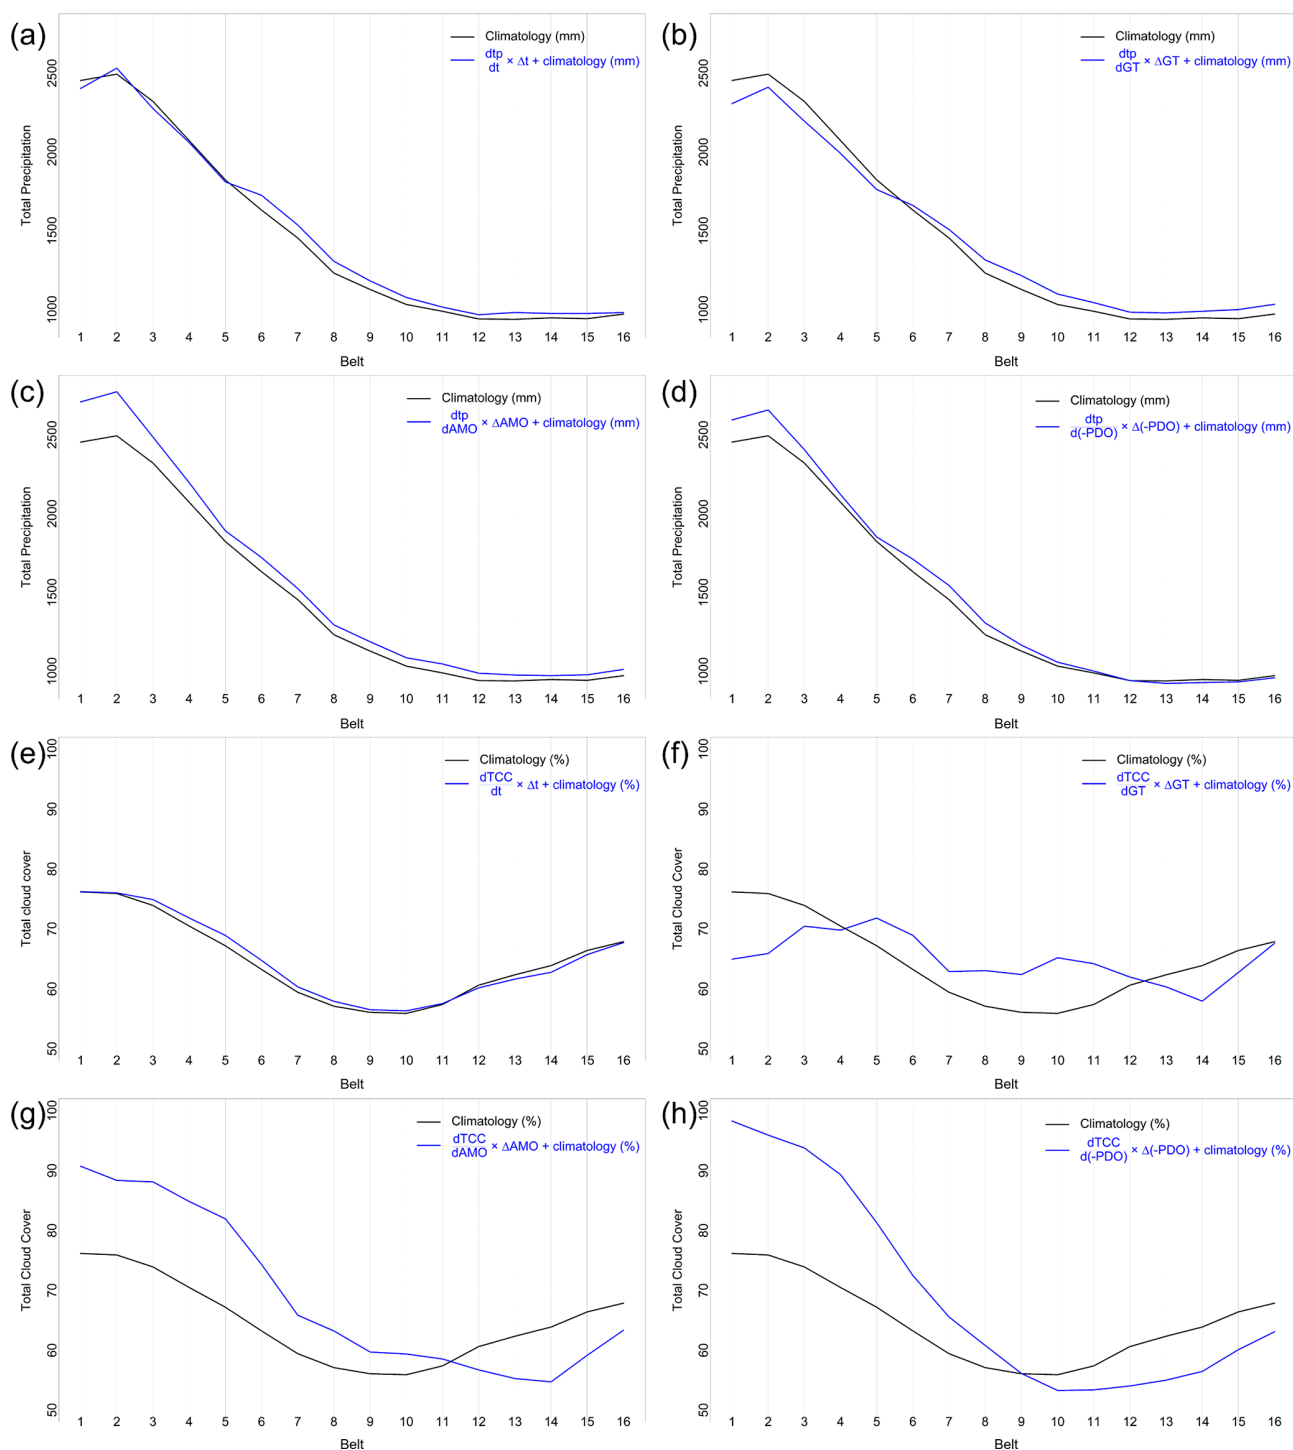 (a)
Climatology (mm)
dtp
dt
× Δt + climatology (mm)
Total Precipitation
2500
2000
1500
1000
1 2 3 4 5 6 7 8 9 10 11 12 13 14 15 16
Belt
(b)
Climatology (mm)
dtp
dGT
× ΔGT + climatology (mm)
Total Precipitation
2500
2000
1500
1000
1 2 3 4 5 6 7 8 9 10 11 12 13 14 15 16
Belt
(c)
Climatology (mm)
dtp
dAMO
× ΔAMO + climatology (mm)
Total Precipitation
2500
2000
1500
1000
1 2 3 4 5 6 7 8 9 10 11 12 13 14 15 16
Belt
(d)
Climatology (mm)
dtp
d(-PDO)
× Δ(-PDO) + climatology (mm)
Total Precipitation
2500
2000
1500
1000
1 2 3 4 5 6 7 8 9 10 11 12 13 14 15 16
Belt
(e)
Climatology (%)
dTCC
dt
× Δt + climatology (%)
Total cloud cover
100
90
80
70
60
50
1 2 3 4 5 6 7 8 9 10 11 12 13 14 15 16
Belt
(f)
Climatology (%)
dTCC
dGT
× ΔGT + climatology (%)
Total Cloud Cover
100
90
80
70
60
50
1 2 3 4 5 6 7 8 9 10 11 12 13 14 15 16
Belt
(g)
Climatology (%)
dTCC
dAMO
× ΔAMO + climatology (%)
Total Cloud Cover
100
90
80
70
60
50
1 2 3 4 5 6 7 8 9 10 11 12 13 14 15 16
Belt
(h)
Climatology (%)
dTCC
d(-PDO)
× Δ(-PDO) + climatology (%)
Total Cloud Cover
100
90
80
70
60
50
1 2 3 4 5 6 7 8 9 10 11 12 13 14 15 16
Belt